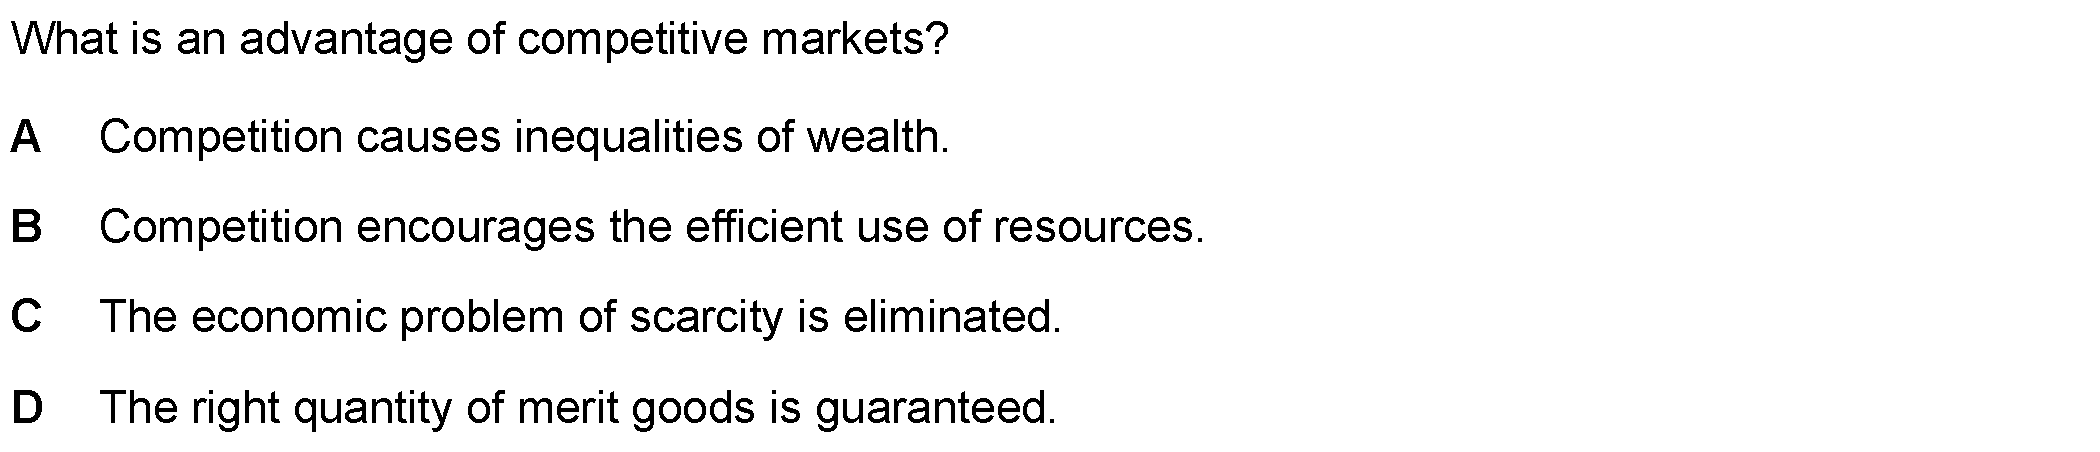 What is an advantage of competitive markets?
A Competition causes inequalities of wealth.
B Competition encourages the efficient use of resources.
C The economic problem of scarcity is eliminated.
D The right quantity of merit goods is guaranteed.